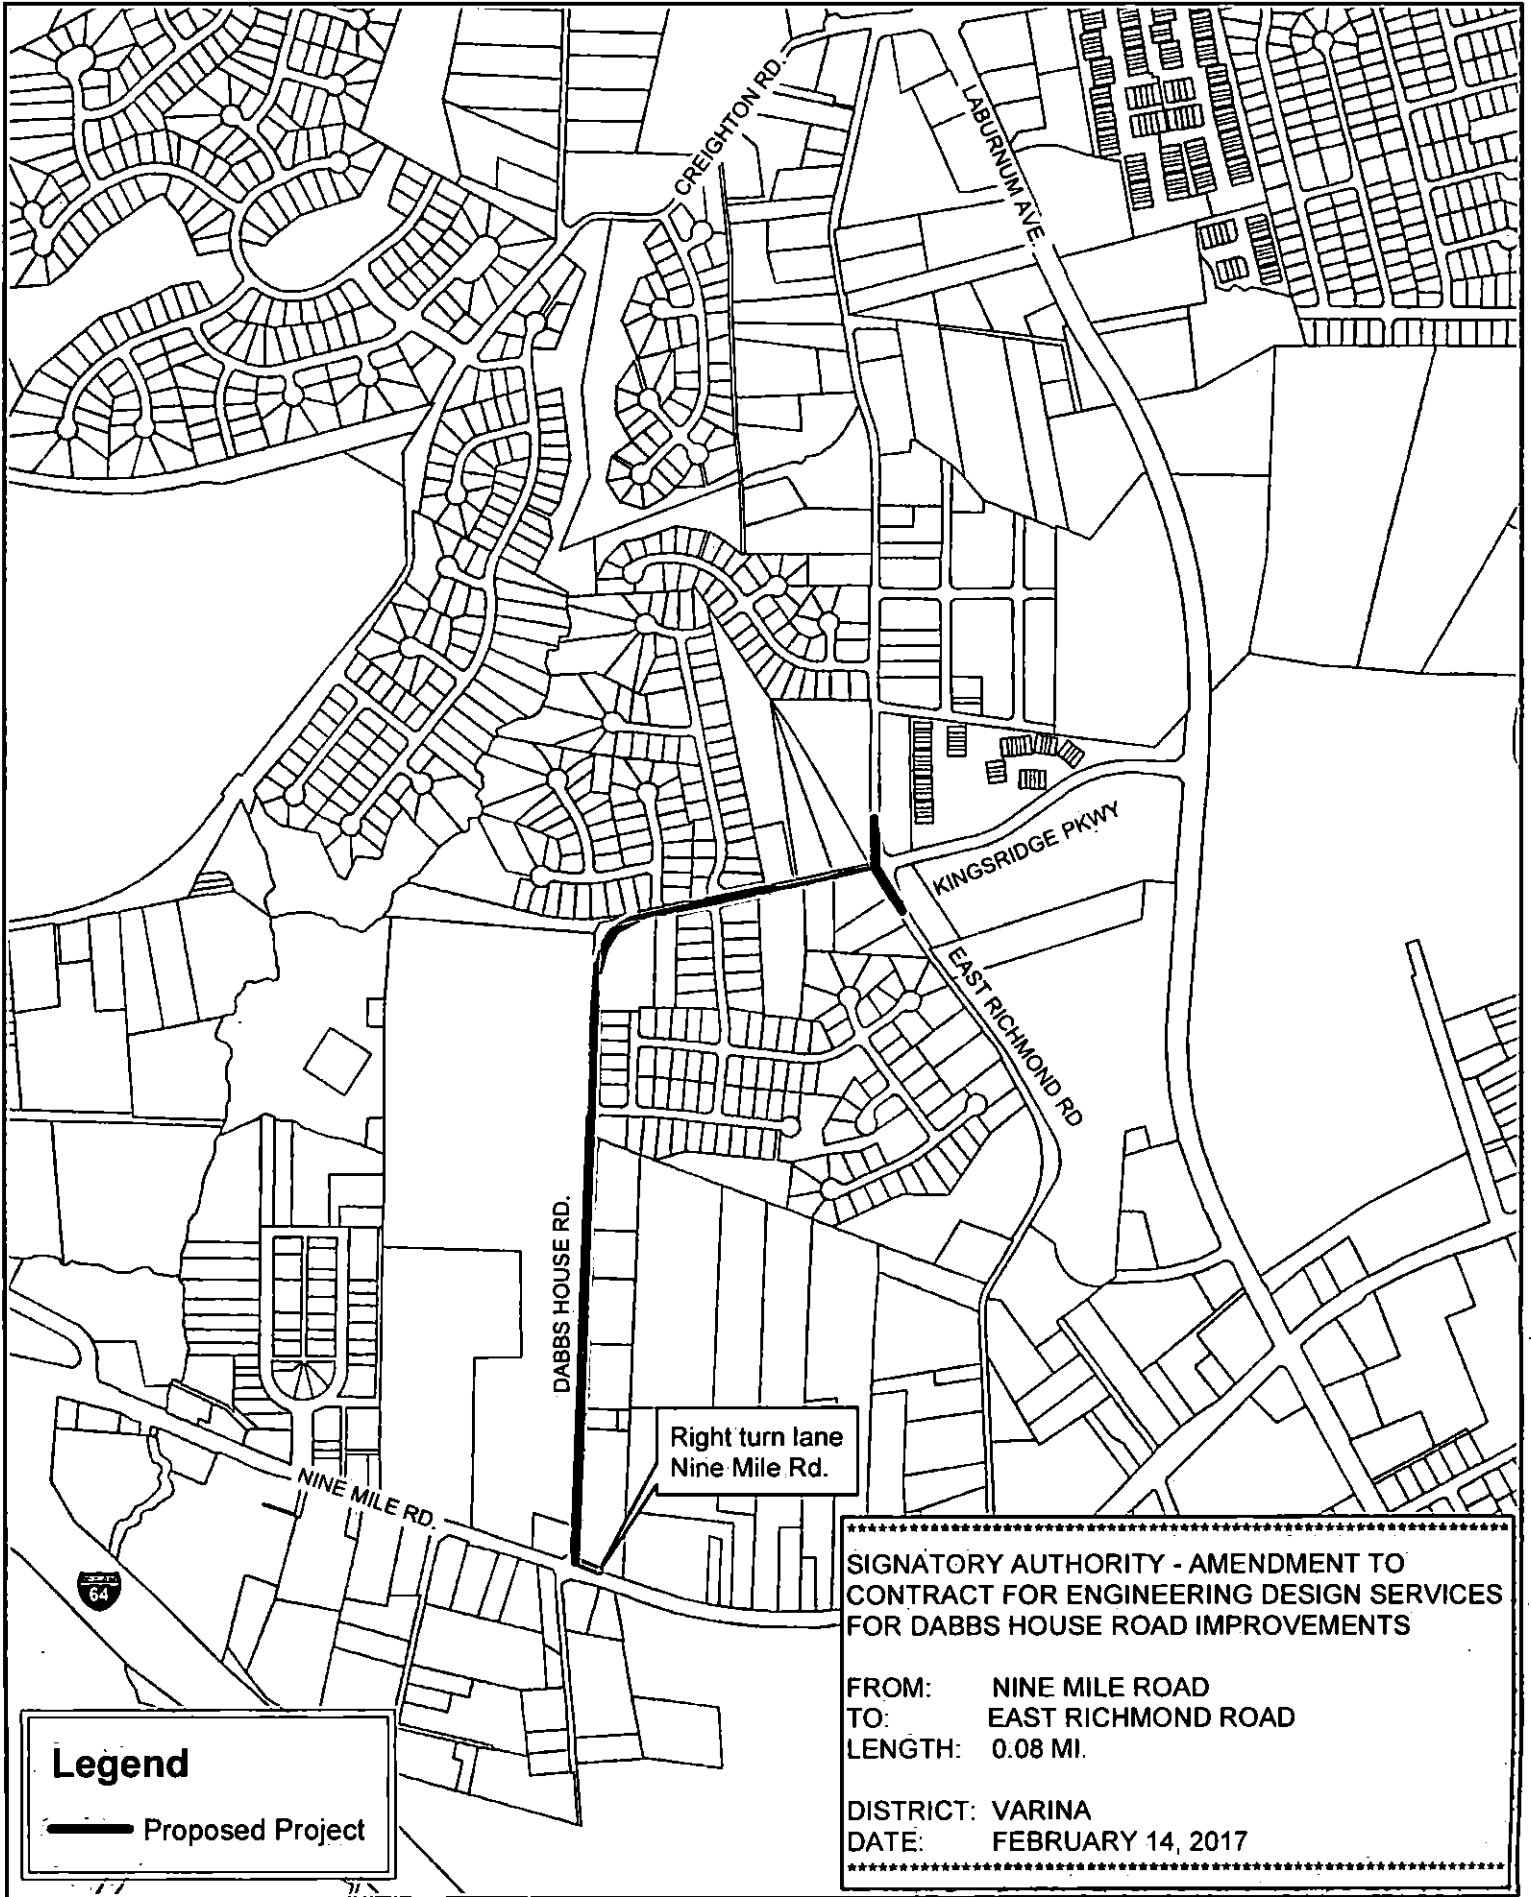 CREIGHTON RD.
LABURNUM AVE.
KINGSRIDGE PKWY
EAST RICHMOND RD
DABBS HOUSE RD.
Right turn lane
Nine Mile Rd.
NINE MILE RD.
64
SIGNATORY AUTHORITY - AMENDMENT TO
CONTRACT FOR ENGINEERING DESIGN SERVICES
FOR DABBS HOUSE ROAD IMPROVEMENTS
FROM: NINE MILE ROAD
TO: EAST RICHMOND ROAD
LENGTH: 0.08 MI.
DISTRICT: VARINA
DATE: FEBRUARY 14, 2017
Legend
Proposed Project